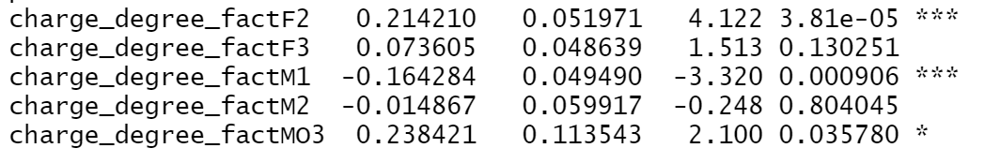 charge_degree_factF2 0.214210 0.051971 4.122 3.81e-05 ***
charge_degree_factF3 0.073605 0.048639 1.513 0.130251
charge_degree_factM1 -0.164284 0.049490 -3.320 0.000906 ***
charge_degree_factM2 -0.014867 0.059917 -0.248 0.804045
charge_degree_factMO3 0.238421 0.113543 2.100 0.035780 *